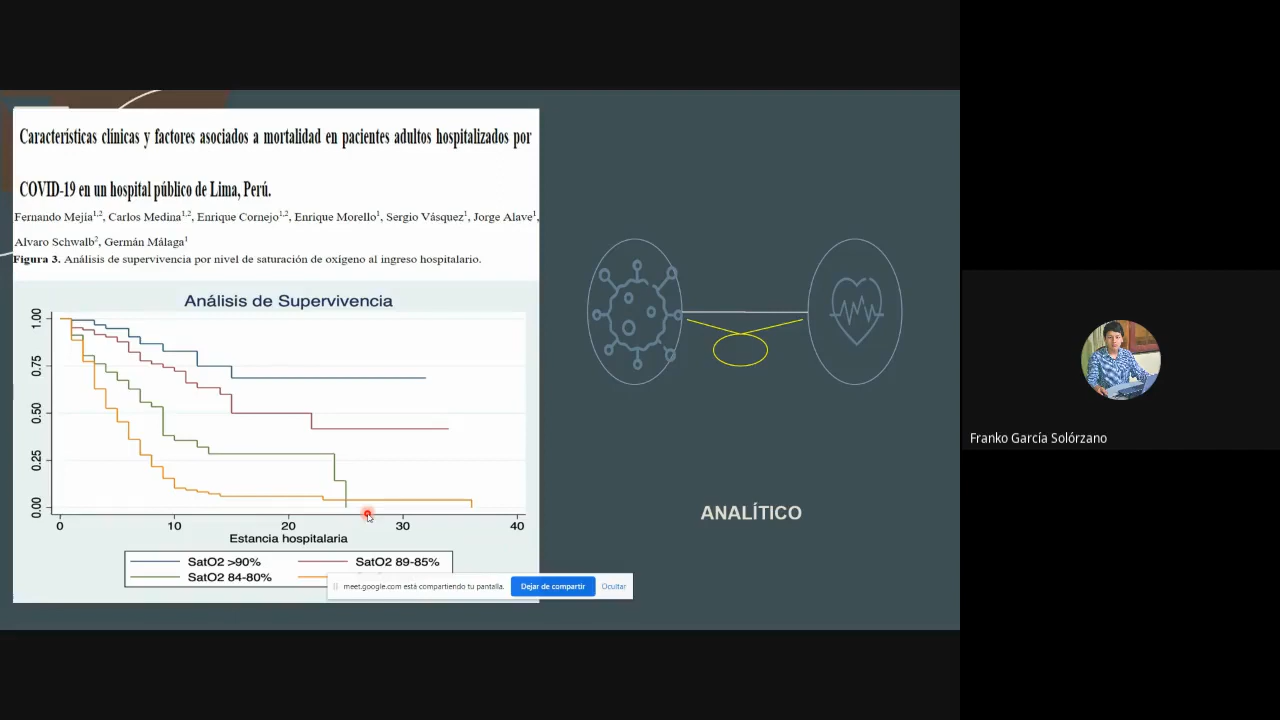 Características clínicas y factores asociados a mortalidad en pacientes adultos hospitalizados por
COVID-19 en un hospital público de Lima, Perú.
Fernando Mejía1,2, Carlos Medina1,2, Enrique Cornejo1,2, Enrique Morello1, Sergio Vásquez1, Jorge Alave1,
Alvaro Schwalb2, Germán Málaga1
Figura 3. Análisis de supervivencia por nivel de saturación de oxígeno al ingreso hospitalario.
Análisis de Supervivencia
1.00
0.75
0.50
0.25
0.00
0 10 20 30 40
Estancia hospitalaria
SatO2 >90% SatO2 89-85%
SatO2 84-80%
meet.google.com está compartiendo tu pantalla. Dejar de compartir Ocultar
ANALÍTICO
Franko García Solórzano